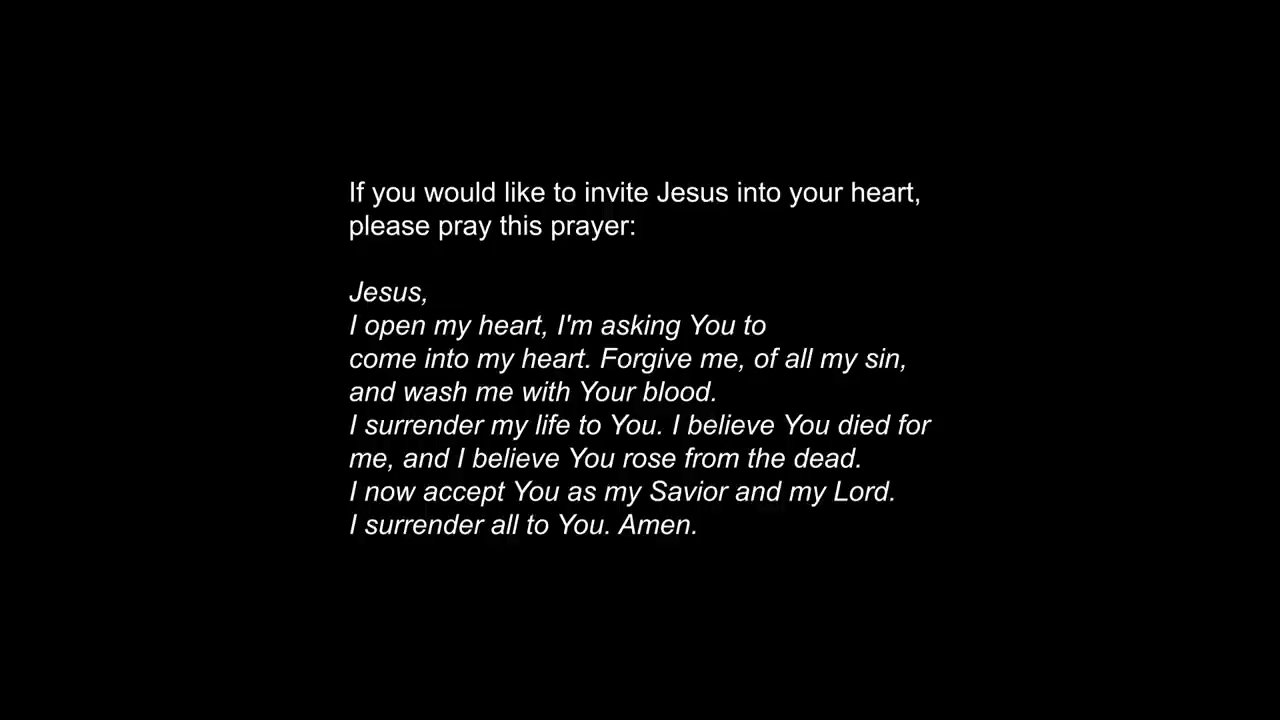 If you would like to invite Jesus into your heart,
please pray this prayer:
Jesus,
I open my heart, I'm asking You to
come into my heart. Forgive me, of all my sin,
and wash me with Your blood.
I surrender my life to You. I believe You died for
me, and I believe You rose from the dead.
I now accept You as my Savior and my Lord.
I surrender all to You. Amen.